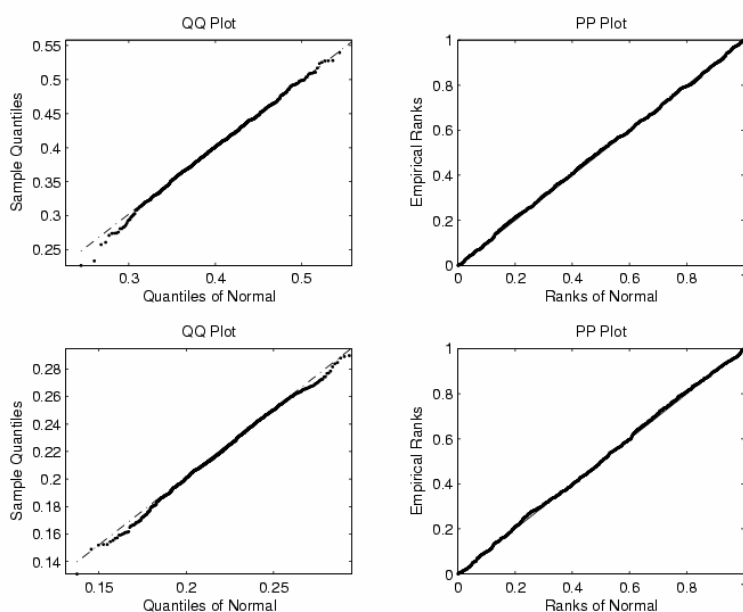 QQ Plot
0.55
0.5
0.45
0.4
0.35
0.3
0.25
Sample Quantiles
0.3 0.4 0.5
Quantiles of Normal
PP Plot
1
0.8
0.6
0.4
0.2
0
Empirical Ranks
0 0.2 0.4 0.6 0.8 1
Ranks of Normal
QQ Plot
0.28
0.26
0.24
0.22
0.2
0.18
0.16
0.14
Sample Quantiles
0.15 0.2 0.25
Quantiles of Normal
PP Plot
1
0.8
0.6
0.4
0.2
0
Empirical Ranks
0 0.2 0.4 0.6 0.8 1
Ranks of Normal